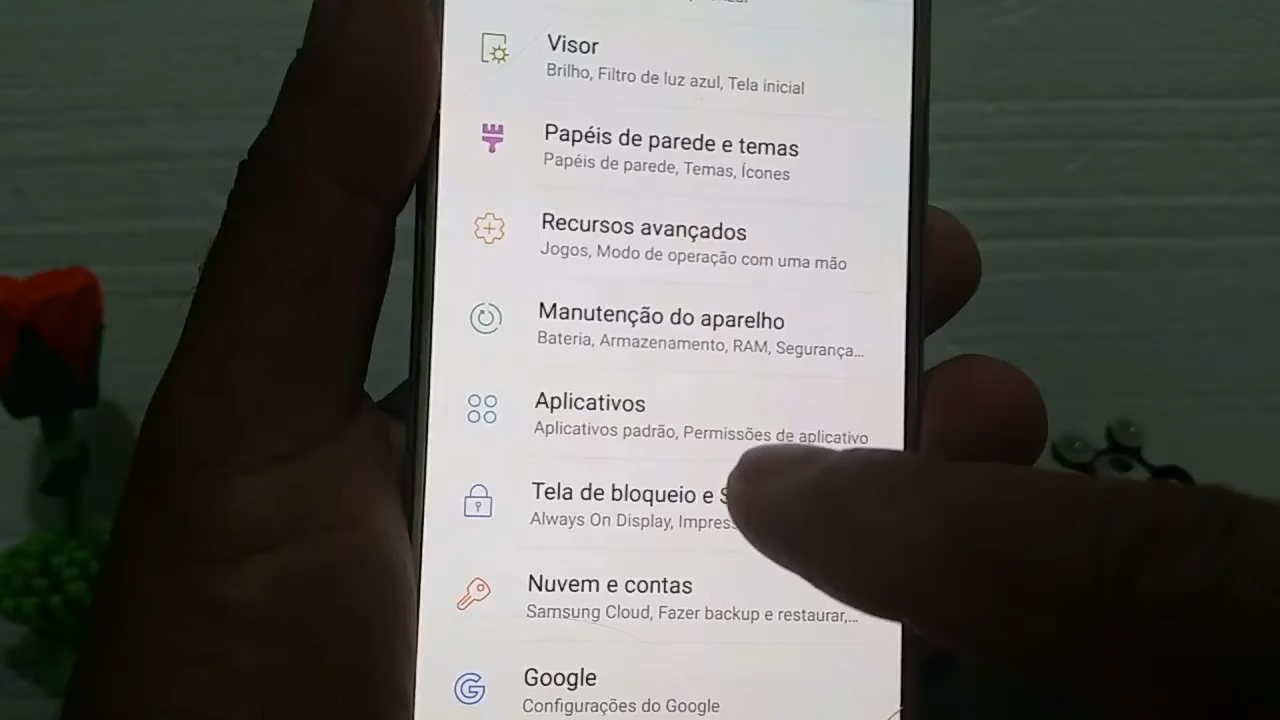 Visor
Brilho, Filtro de luz azul, Tela inicial
Papéis de parede e temas
Papéis de parede, Temas, Ícones
Recursos avançados
Jogos, Modo de operação com uma mão
Manutenção do aparelho
Bateria, Armazenamento, RAM, Segurança...
Aplicativos
Aplicativos padrão, Permissões de aplicativo
Tela de bloqueio e
Always On Display,
Nuvem e contas
Samsung Cloud, Fazer backup e restaurar,...
Google
Configurações do Google